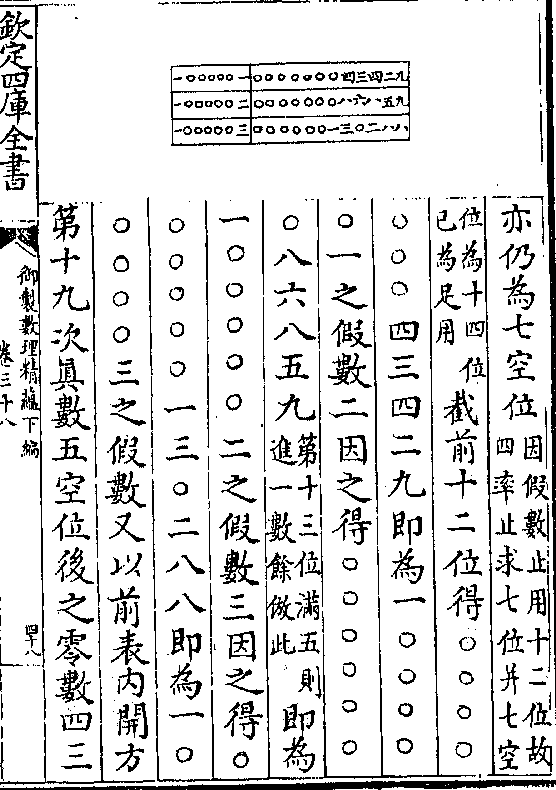 一〇〇〇〇〇一　〇〇〇〇〇〇〇四三四二九
一〇〇〇〇〇二　〇〇〇〇〇〇〇八六八五九
一〇〇〇〇〇三　〇〇〇〇〇〇一三〇二八八
亦仍為七空位因假數止用十二位故四率止求七位并七空
位為十四位已為足用截前十二位得〇〇〇〇
〇〇〇四三四二九即為一〇〇〇〇
〇一之假數二因之得〇〇〇〇〇〇
〇八六八五九第十三位滿五則進一數餘倣此即為
一〇〇〇〇〇二之假數三因之得〇
〇〇〇〇〇一三〇二八八即為一〇
〇〇〇〇三之假數又以前表内開方
第十九次真數五空位後之零數四三
欽定四庫全書
御製數理精蘊下編
卷三十八
四十八